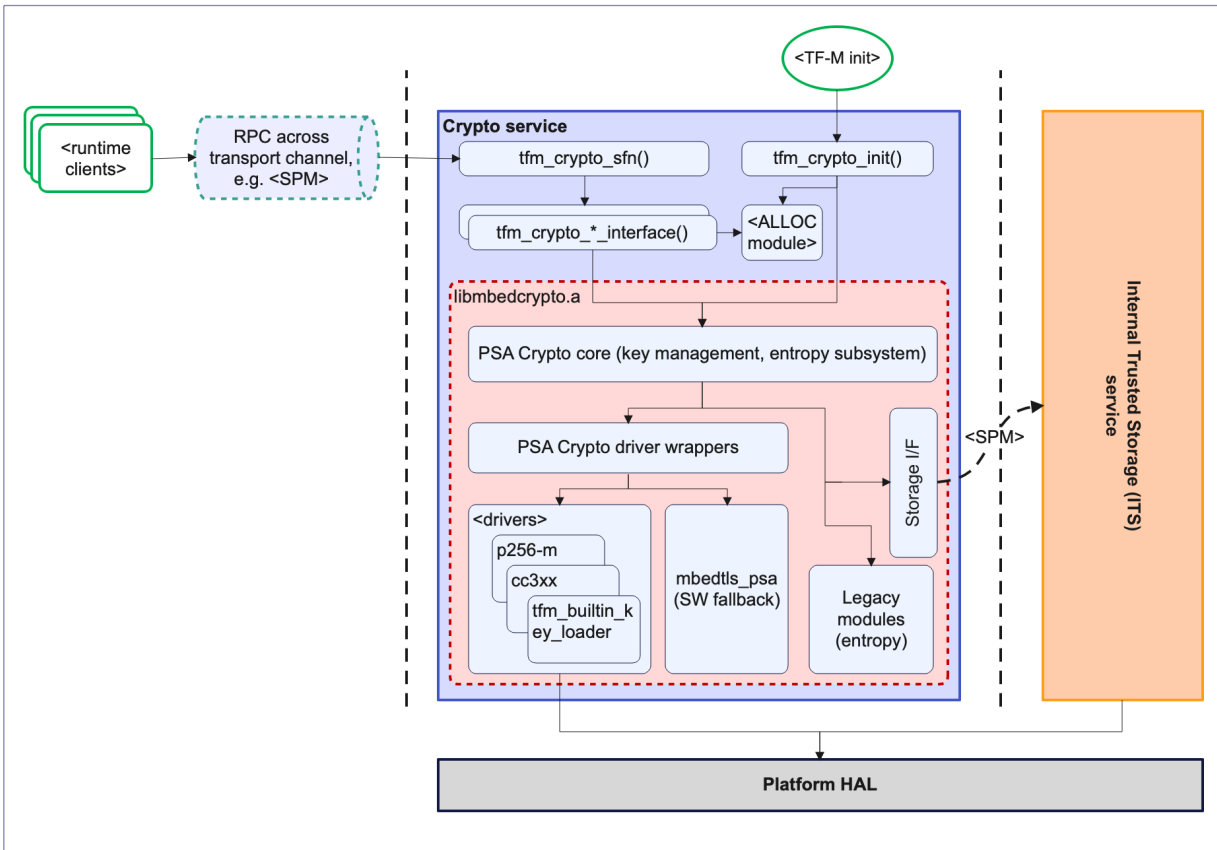 <TF-M init>
<runtime
clients>
RPC across
transport channel,
e.g. <SPM>
Crypto service
tfm_crypto_sfn()
tfm_crypto_init()
tfm_crypto_*_interface()
<ALLOC
module>
libmbedcrypto.a
PSA Crypto core (key management, entropy subsystem)
PSA Crypto driver wrappers
Storage I/F
<SPM>
<drivers>
p256-m
cc3xx
tfm_builtin_k
ey_loader
mbedtls_psa
(SW fallback)
Legacy
modules
(entropy)
Internal Trusted Storage (ITS)
service
Platform HAL